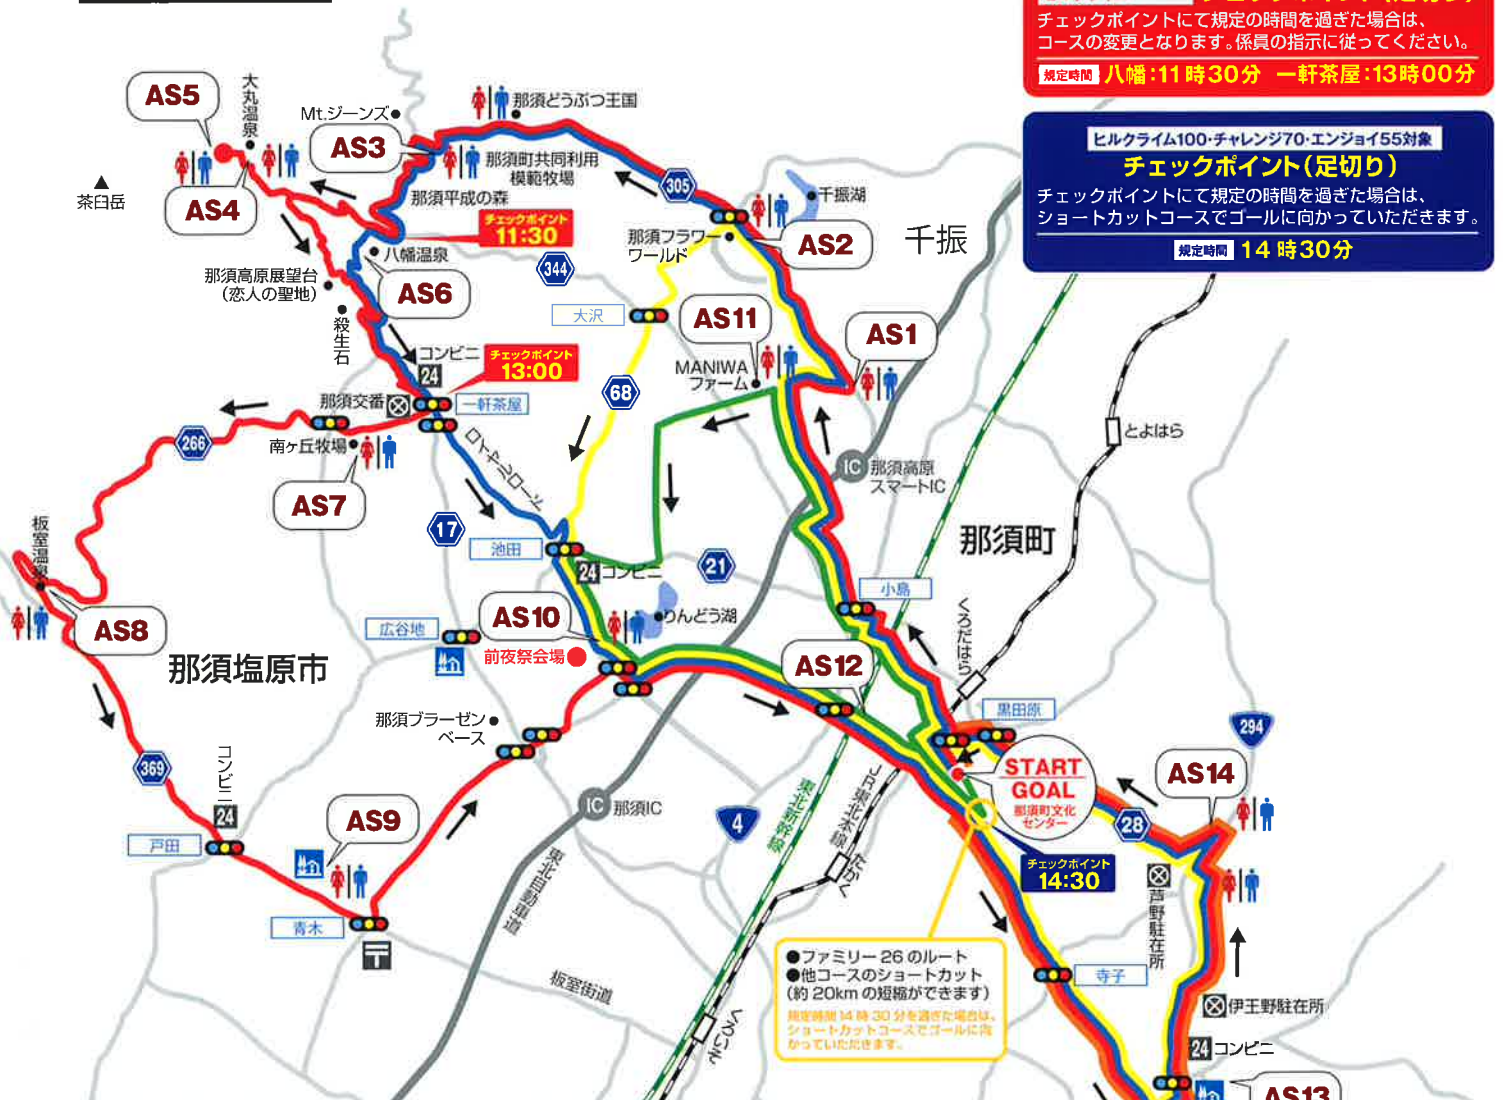 チェックポイントにて規定の時間を過ぎた場合は、
コースの変更となります。係員の指示に従ってください。
規定時間 八幡：11時30分 一軒茶屋：13時00分
ヒルクライム100・チャレンジ70・エンジョイ55対象
チェックポイント（足切り）
チェックポイントにて規定の時間を過ぎた場合は、
ショートカットコースでゴールに向かっていただきます。
規定時間 14時30分
AS5
大丸温泉
Mt.ジーンズ
AS3
那須どうぶつ王国
那須町共同利用
模範牧場
那須平成の森
305
千振湖
茶臼岳
AS4
チェックポイント
11:30
那須フラワー
ワールド
AS2
千振
八幡温泉
344
那須高原展望台
（恋人の聖地）
AS6
殺生石
大沢
AS11
AS1
コンビニ
24
チェックポイント
13:00
MANIWA
ファーム
68
那須交番
一軒茶屋
266
南ヶ丘牧場
AS7
とよはら
IC
那須高原
スマートIC
17
池田
24
コンビニ
21
那須町
板室温泉
小島
AS8
AS10
りんどう湖
広谷地
前夜祭会場
AS12
くろだはら
那須塩原市
那須ブラーゼン
ベース
黒田原
294
369
コンビニ
24
START
GOAL
那須町文化
センター
AS14
IC
那須IC
4
東北新幹線
JR東北本線
たかく
28
AS9
戸田
チェックポイント
14:30
東北自動車道
芦野駐在所
青木
板室街道
●ファミリー26のルート
●他コースのショートカット
（約20kmの短縮ができます）
規定時間14時30分を過ぎた場合は、
ショートカットコースでゴールに向
かっていただきます。
寺子
くろいそ
伊王野駐在所
24
コンビニ
AS13